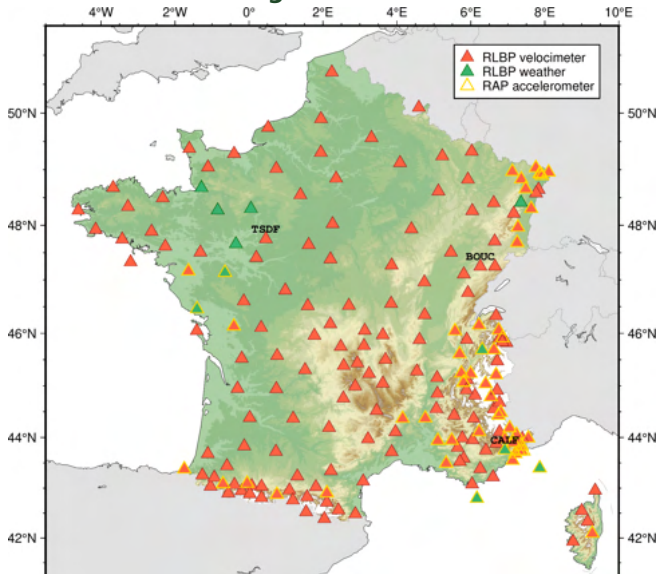 4°W 2°W 0° 2°E 4°E 6°E 8°E 10°E
RLBP velocimeter
RLBP weather
RAP accelerometer
50°N 50°N
48°N 48°N
TSDF
BOUC
46°N 46°N
44°N 44°N
CALF
42°N 42°N